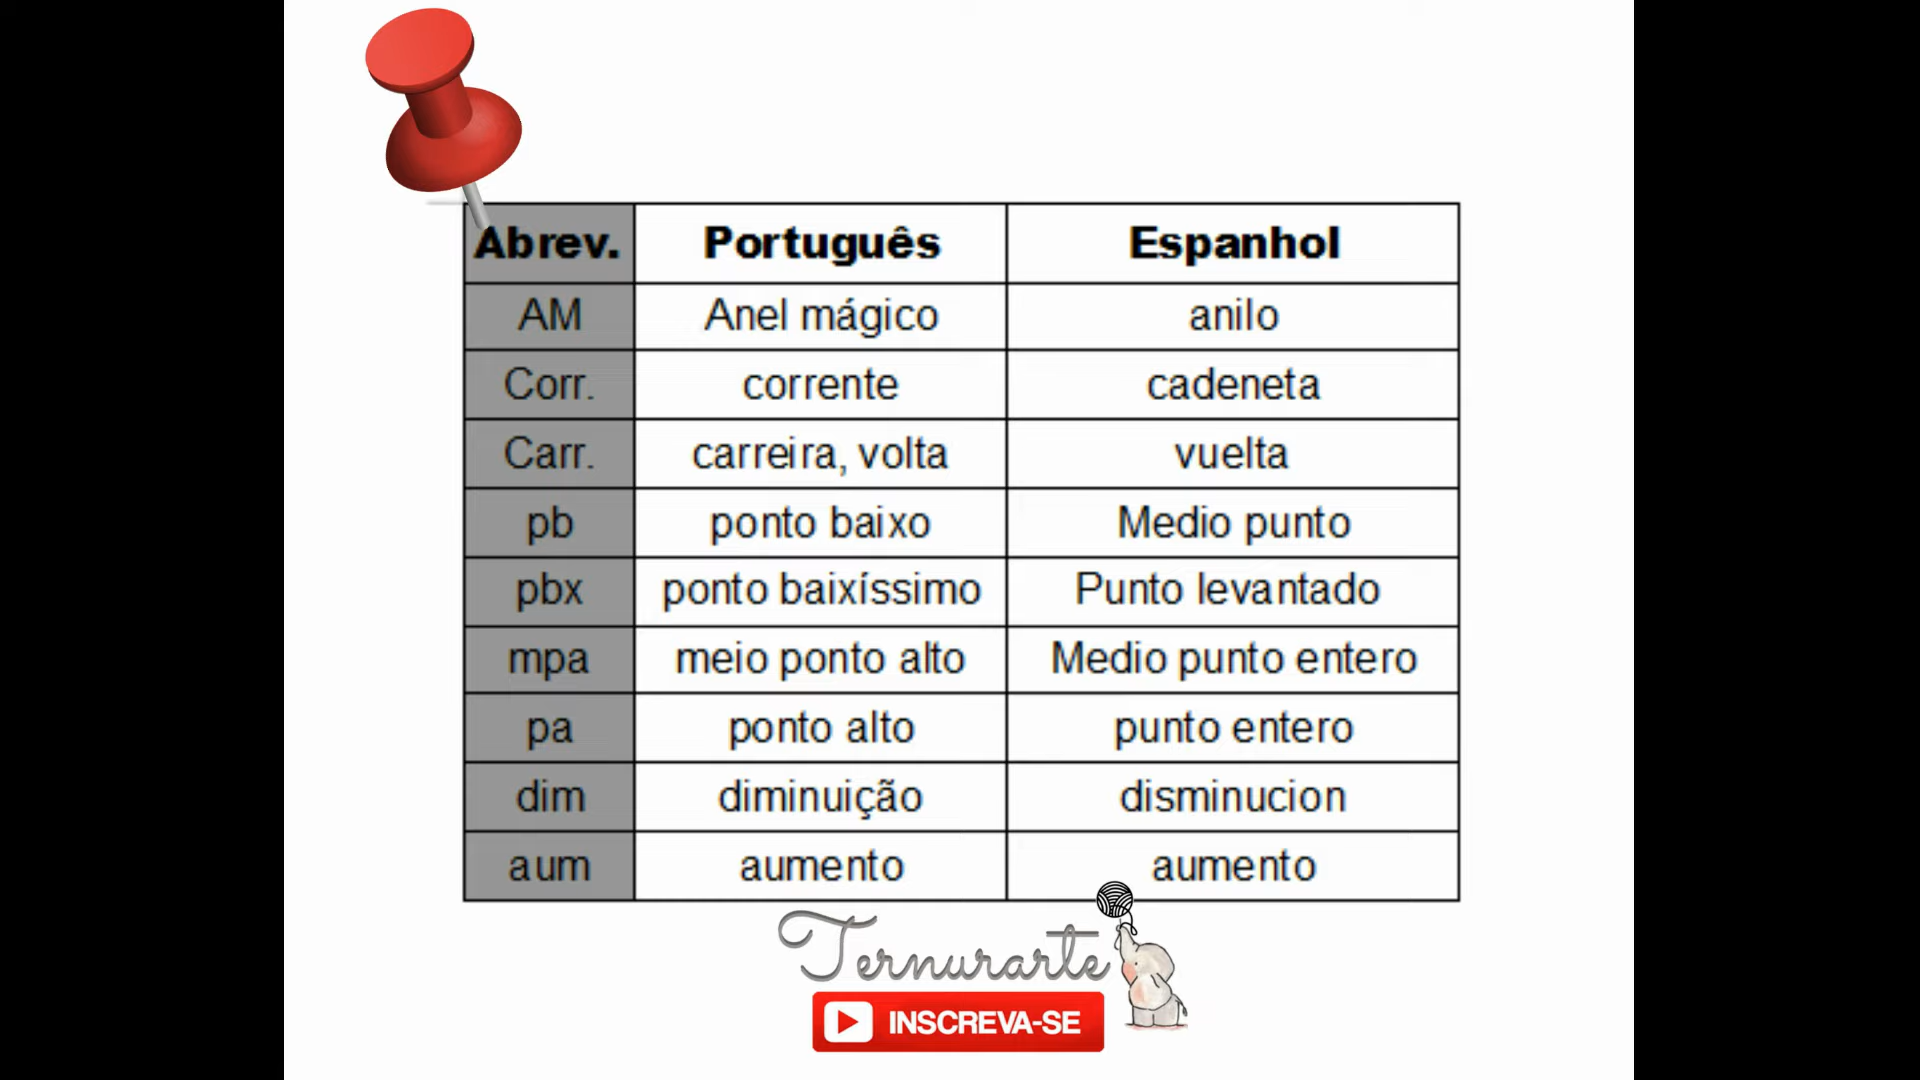 Abrev. Português Espanhol
AM Anel mágico anilo
Corr. corrente cadeneta
Carr. carreira, volta vuelta
pb ponto baixo Medio punto
pbx ponto baixíssimo Punto levantado
mpa meio ponto alto Medio punto entero
pa ponto alto punto entero
dim diminuição disminucion
aum aumento aumento
Ternurarte
INSCREVA-SE